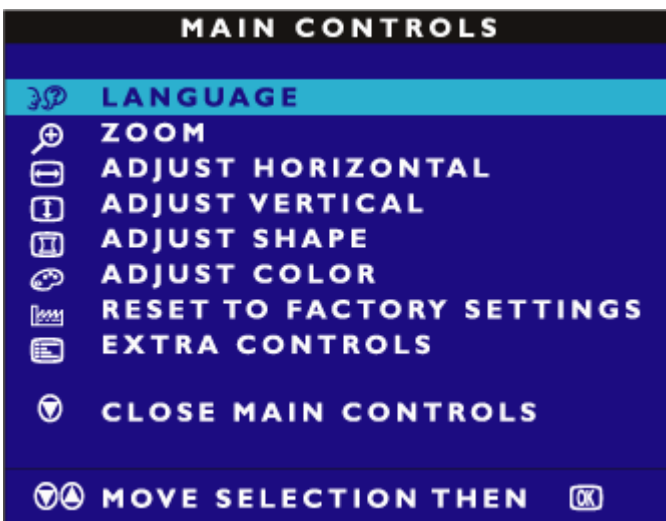 MAIN CONTROLS
LANGUAGE
ZOOM
ADJUST HORIZONTAL
ADJUST VERTICAL
ADJUST SHAPE
ADJUST COLOR
RESET TO FACTORY SETTINGS
EXTRA CONTROLS
CLOSE MAIN CONTROLS
MOVE SELECTION THEN OK